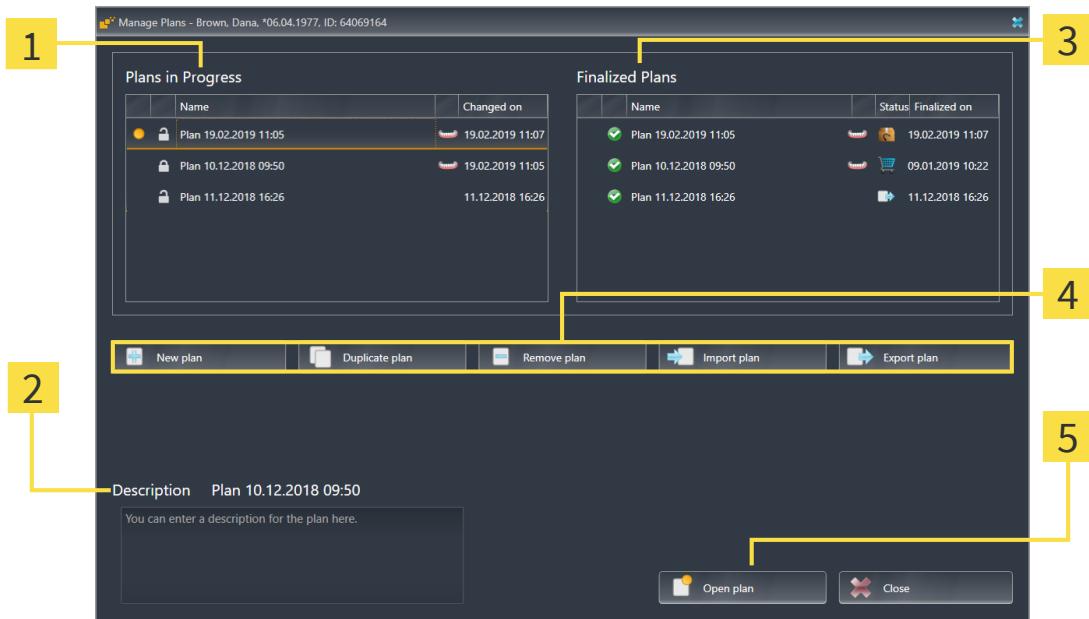 Manage Plans - Brown, Dana, *06.04.1977, ID: 64069164
1
3
Plans in Progress
Name Changed on
Plan 19.02.2019 11:05 19.02.2019 11:07
Plan 10.12.2018 09:50 19.02.2019 11:05
Plan 11.12.2018 16:26 11.12.2018 16:26
Finalized Plans
Name Status Finalized on
Plan 19.02.2019 11:05 19.02.2019 11:07
Plan 10.12.2018 09:50 09.01.2019 10:22
Plan 11.12.2018 16:26 11.12.2018 16:26
4
New plan Duplicate plan Remove plan Import plan Export plan
2
5
Description Plan 10.12.2018 09:50
You can enter a description for the plan here.
Open plan Close